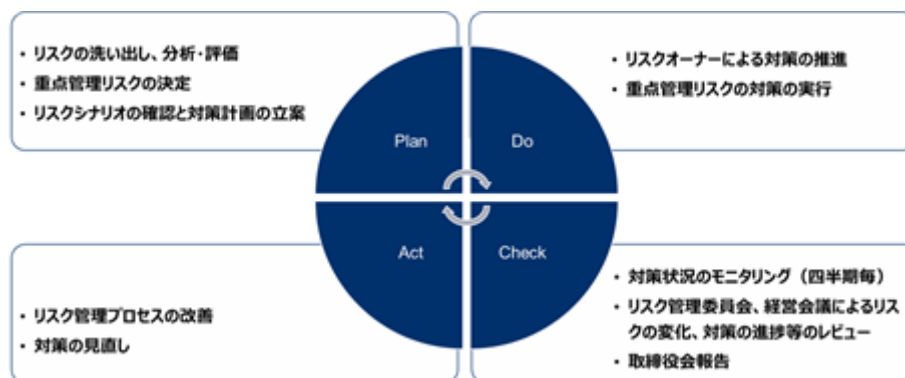 ・リスクの洗い出し、分析・評価
・重点管理リスクの決定
・リスクシナリオの確認と対策計画の立案
Plan
・リスクオーナーによる対策の推進
・重点管理リスクの対策の実行
Do
Act
・リスク管理プロセスの改善
・対策の見直し
Check
・対策状況のモニタリング（四半期毎）
・リスク管理委員会、経営会議によるリス
クの変化、対策の進捗等のレビュー
・取締役会報告